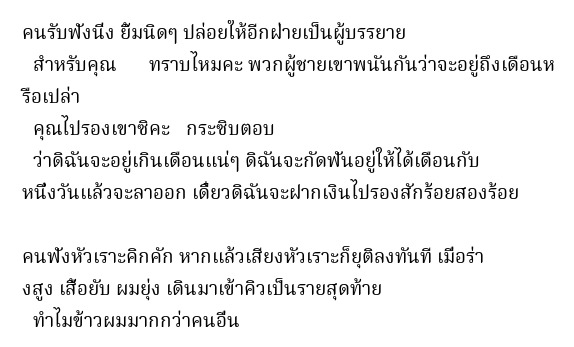 คนรับฟังนิ่ง ยิ้มนิดๆ ปล่อยให้อีกฝ่ายเป็นผู้บรรยาย
สำหรับคุณ ทราบไหมคะ พวกผู้ชายเขาพนันกันว่าจะอยู่ถึงเดือนห
รือเปล่า
คุณไปรองเขาซิคะ กระซิบตอบ
ว่าดิฉันจะอยู่เกินเดือนแน่ๆ ดิฉันจะกัดฟันอยู่ให้ได้เดือนกับ
หนึ่งวันแล้วจะลาออก เดี๋ยวดิฉันจะฝากเงินไปรองสักร้อยสองร้อย
คนฟังหัวเราะคิกคัก หากแล้วเสียงหัวเราะก็ยุติลงทันที เมื่อร่า
งสูง เสื้อยับ ผมยุ่ง เดินมาเข้าคิวเป็นรายสุดท้าย
ทำไมข้าวผมมากกว่าคนอื่น